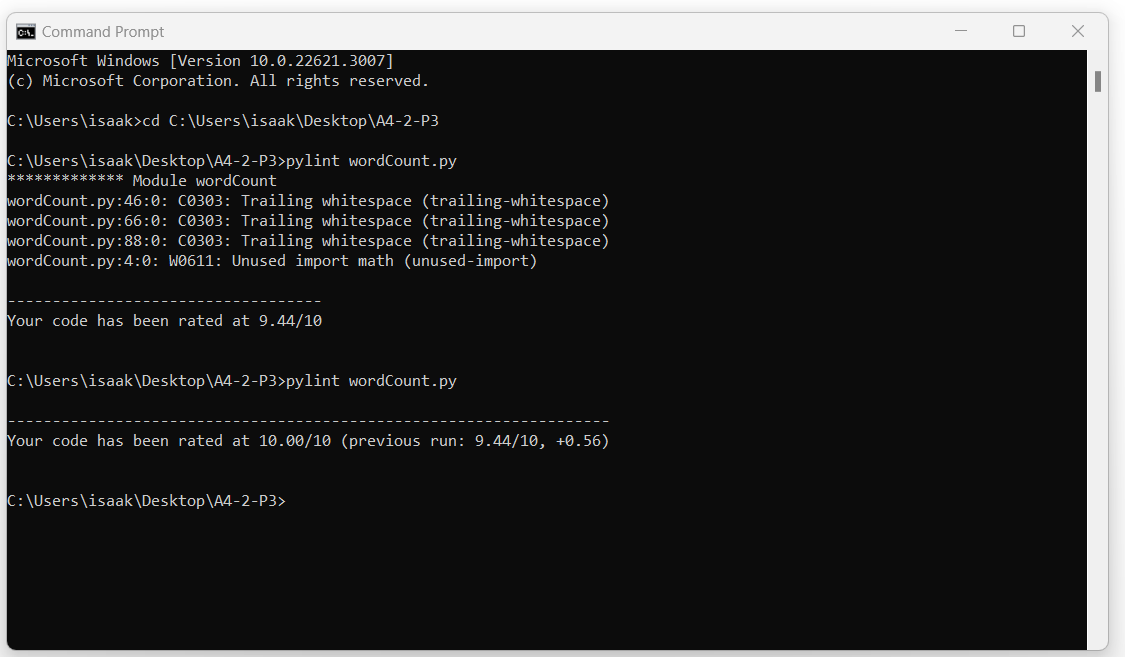 Command Prompt
Microsoft Windows [Version 10.0.22621.3007]
(c) Microsoft Corporation. All rights reserved.
C:\Users\isaak>cd C:\Users\isaak\Desktop\A4-2-P3
C:\Users\isaak\Desktop\A4-2-P3>pylint wordCount.py
************* Module wordCount
wordCount.py:46:0: C0303: Trailing whitespace (trailing-whitespace)
wordCount.py:66:0: C0303: Trailing whitespace (trailing-whitespace)
wordCount.py:88:0: C0303: Trailing whitespace (trailing-whitespace)
wordCount.py:4:0: W0611: Unused import math (unused-import)
-----------------------------------
Your code has been rated at 9.44/10
C:\Users\isaak\Desktop\A4-2-P3>pylint wordCount.py
-------------------------------------------------------------------
Your code has been rated at 10.00/10 (previous run: 9.44/10, +0.56)
C:\Users\isaak\Desktop\A4-2-P3>